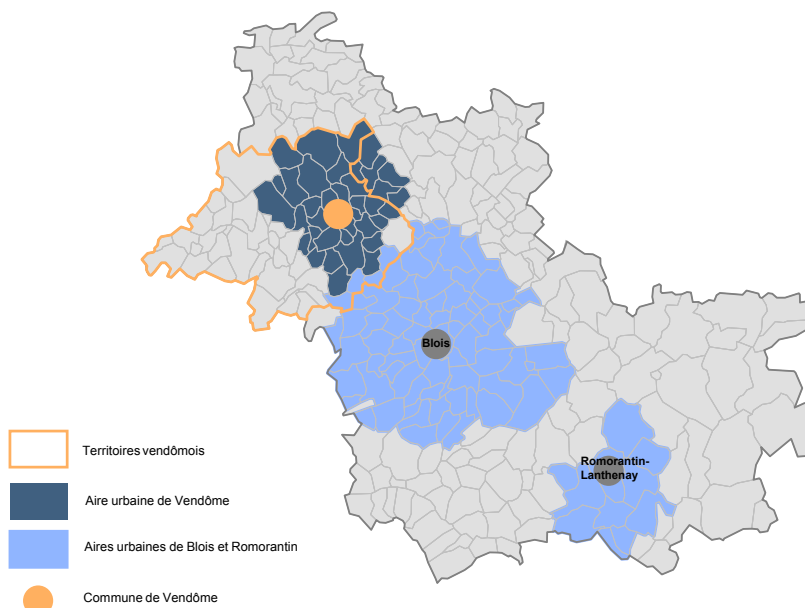 Blois
Romorantin-
Lanthenay
Territoires vendômois
Aire urbaine de Vendôme
Aires urbaines de Blois et Romorantin
Commune de Vendôme